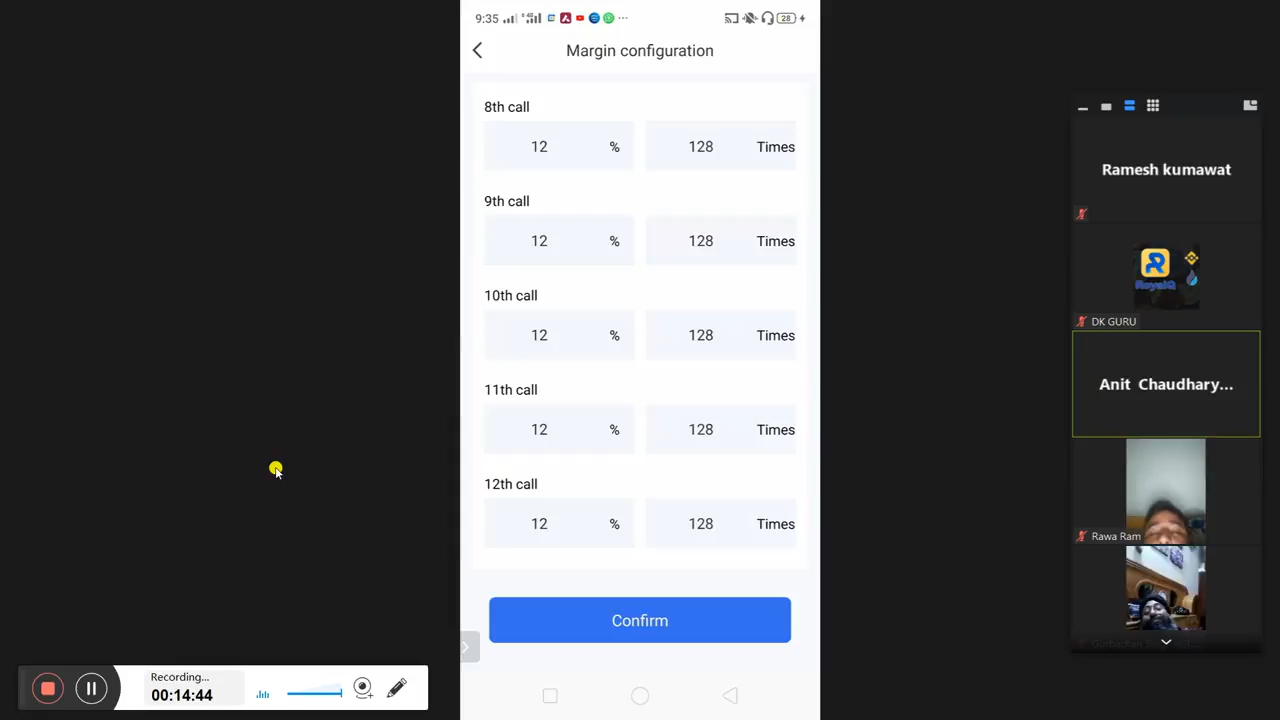 9:35
28
Margin configuration
8th call
12 % 128 Times
9th call
12 % 128 Times
10th call
12 % 128 Times
11th call
12 % 128 Times
12th call
12 % 128 Times
Confirm
Recording...
00:14:44
Ramesh kumawat
RoyalQ
DK GURU
Anit Chaudhary...
Rawa Ram